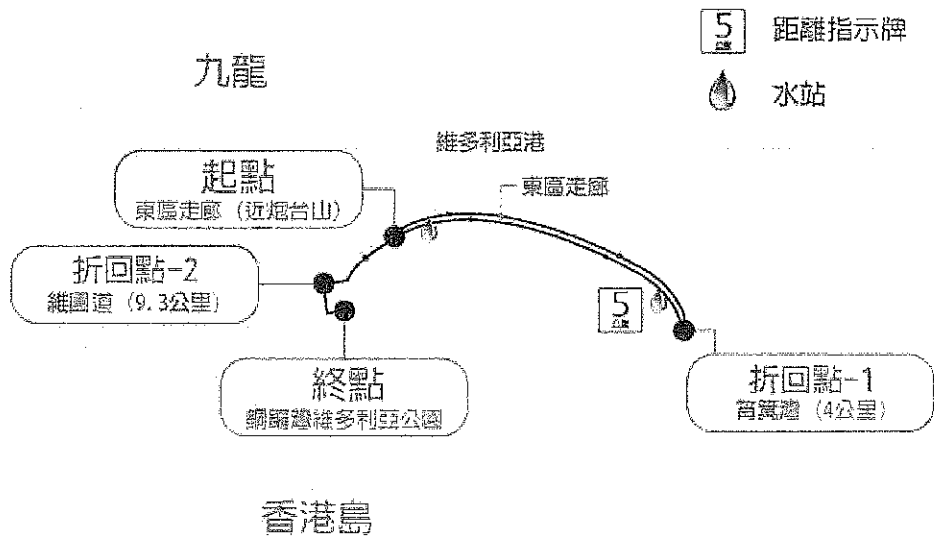 5
公里
距離指示牌
水站
九龍
維多利亞港
東區走廊
起點
東區走廊 (近炮台山)
折回點-2
維園道 (9.3公里)
5
公里
終點
銅鑼灣維多利亞公園
折回點-1
筲箕灣 (4公里)
香港島